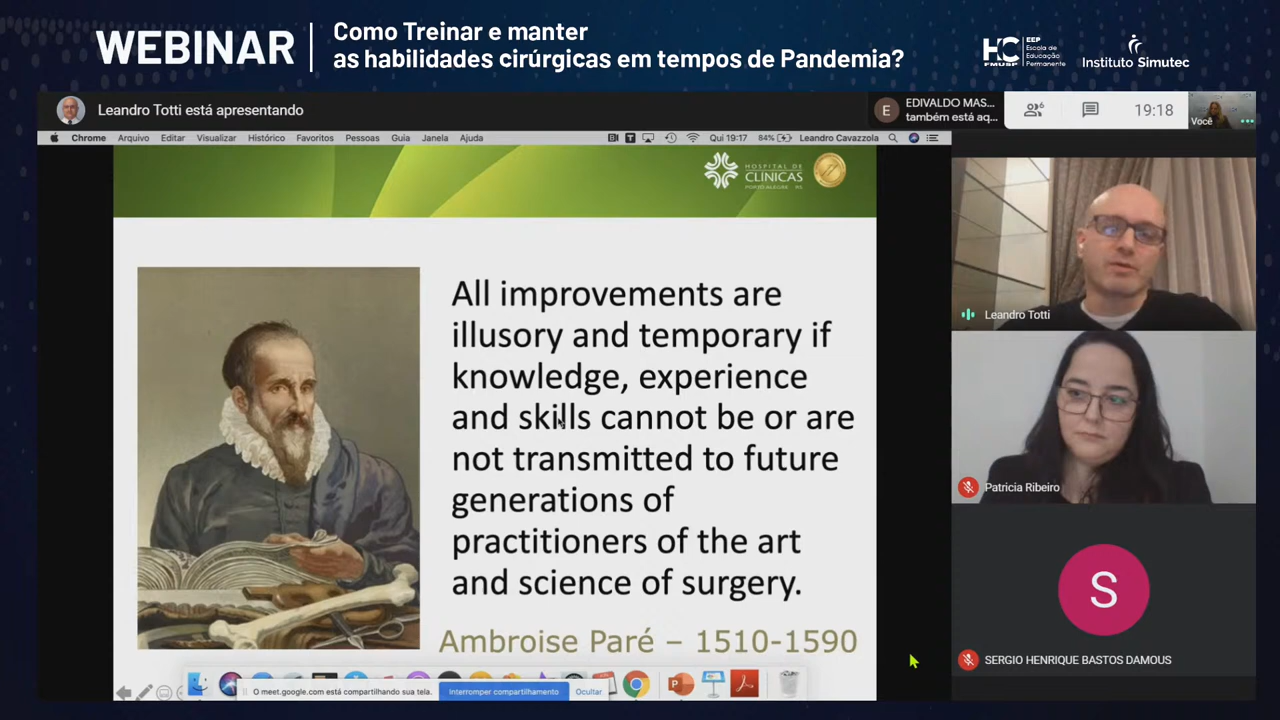 WEBINAR
Como Treinar e manter
as habilidades cirúrgicas em tempos de Pandemia?
HC
FMUSP
EEP
Escola de
Educação
Permanente
Instituto Simutec
Leandro Totti está apresentando
E
EDIVALDO MAS...
também está aq...
6
19:18
Você
Chrome Arquivo Editar Visualizar Histórico Favoritos Pessoas Guia Janela Ajuda
Qui 19:17 84% Leandro Cavazzola
HOSPITAL DE
CLINICAS
PORTO ALEGRE RS
All improvements are
illusory and temporary if
knowledge, experience
and skills cannot be or are
not transmitted to future
generations of
practitioners of the art
and science of surgery.
Ambroise Paré – 1510-1590
Leandro Totti
Patricia Ribeiro
S
SERGIO HENRIQUE BASTOS DAMOUS
O meet.google.com está compartilhando sua tela.
Interromper compartilhamento
Ocultar